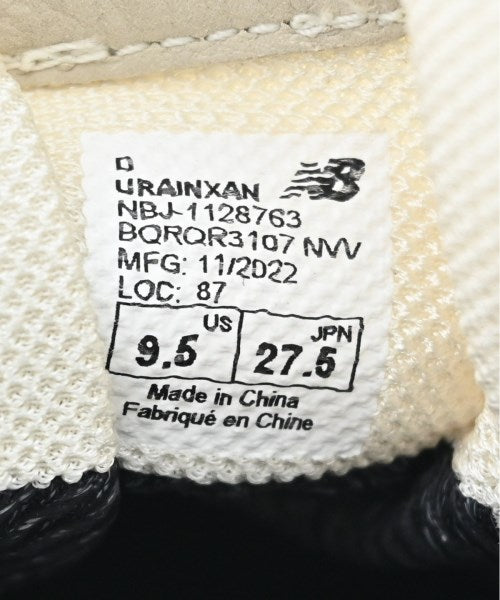 D
URAINXAN
NBJ-1128763
BQRQR3107 NVV
MFG: 11/2022
LOC: 87
US
9.5
JPN
27.5
Made in China
Fabriqué en Chine